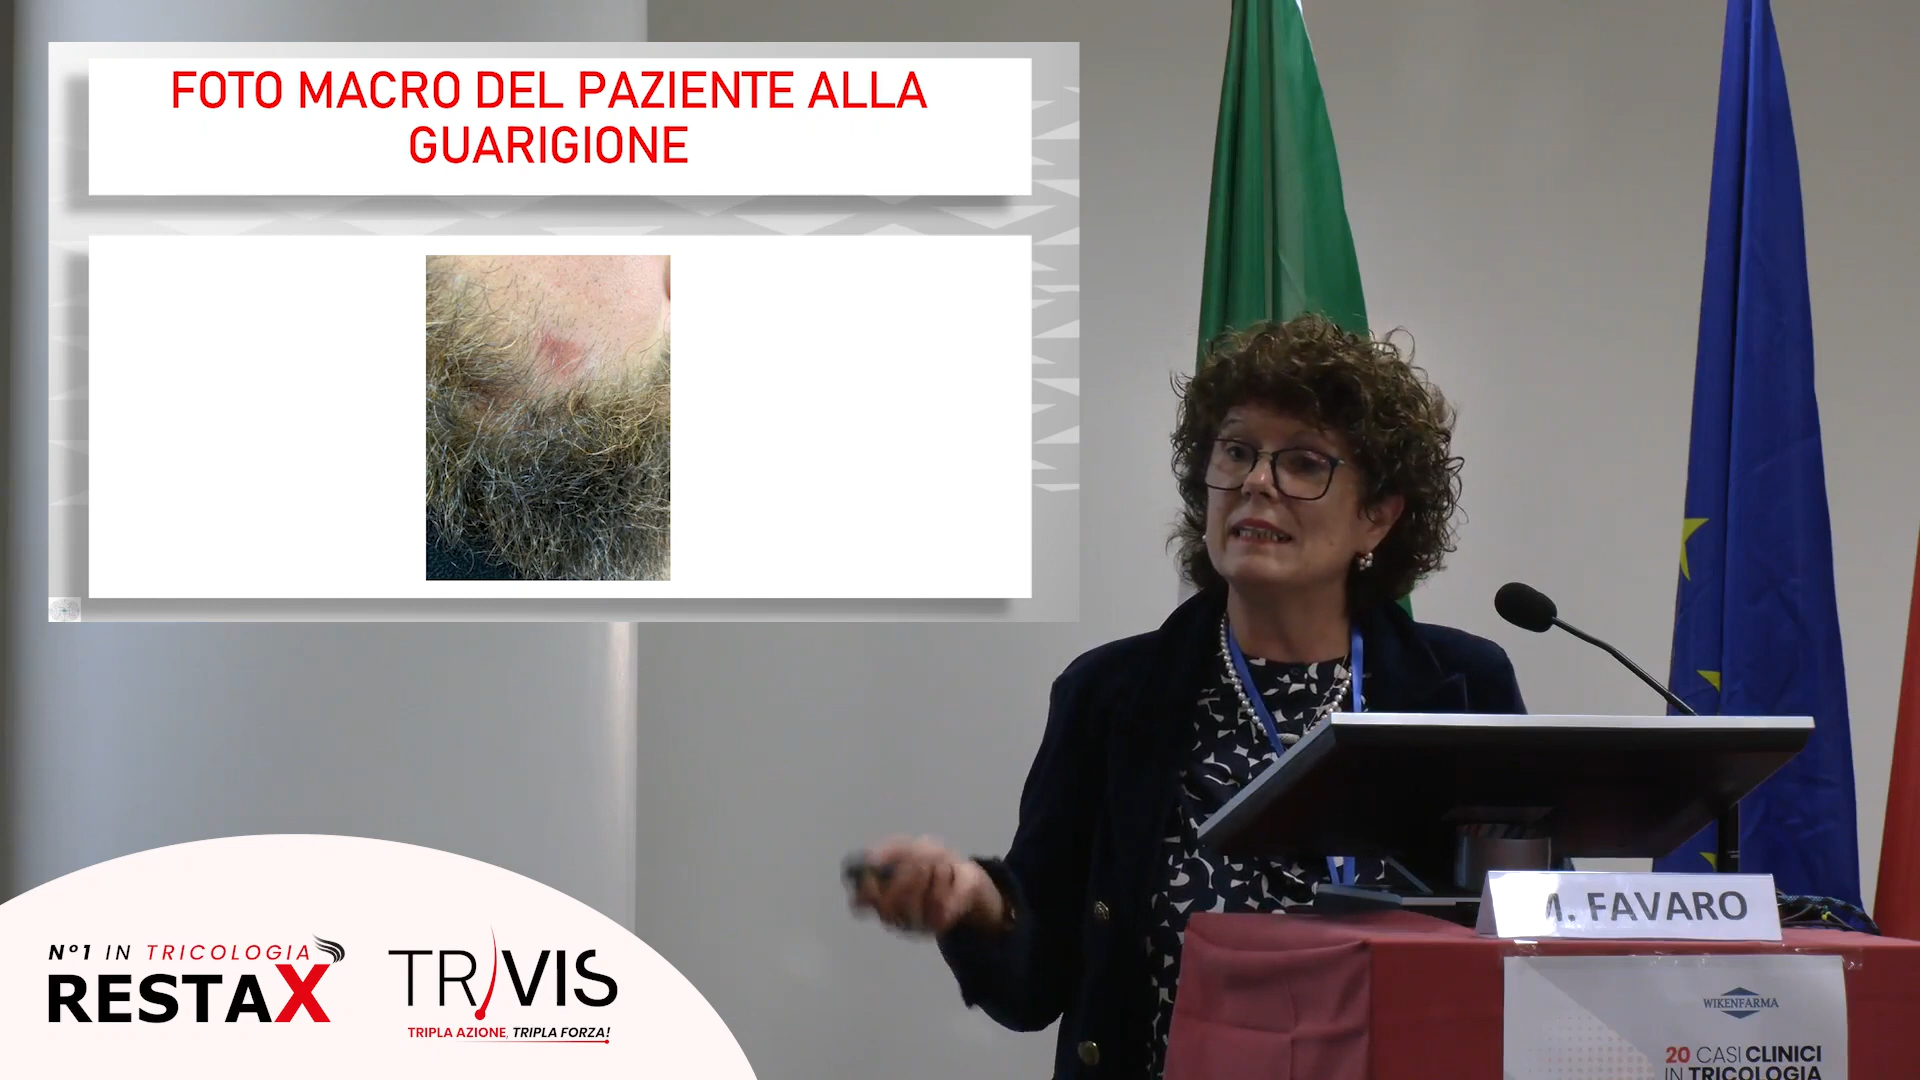 FOTO MACRO DEL PAZIENTE ALLA
GUARIGIONE
N°1 IN TRICOLOGIA
RESTAX
TRIVIS
TRIPLA AZIONE, TRIPLA FORZA!
M. FAVARO
WIKENFARMA
20 CASI CLINICI
IN TRICOLOGIA